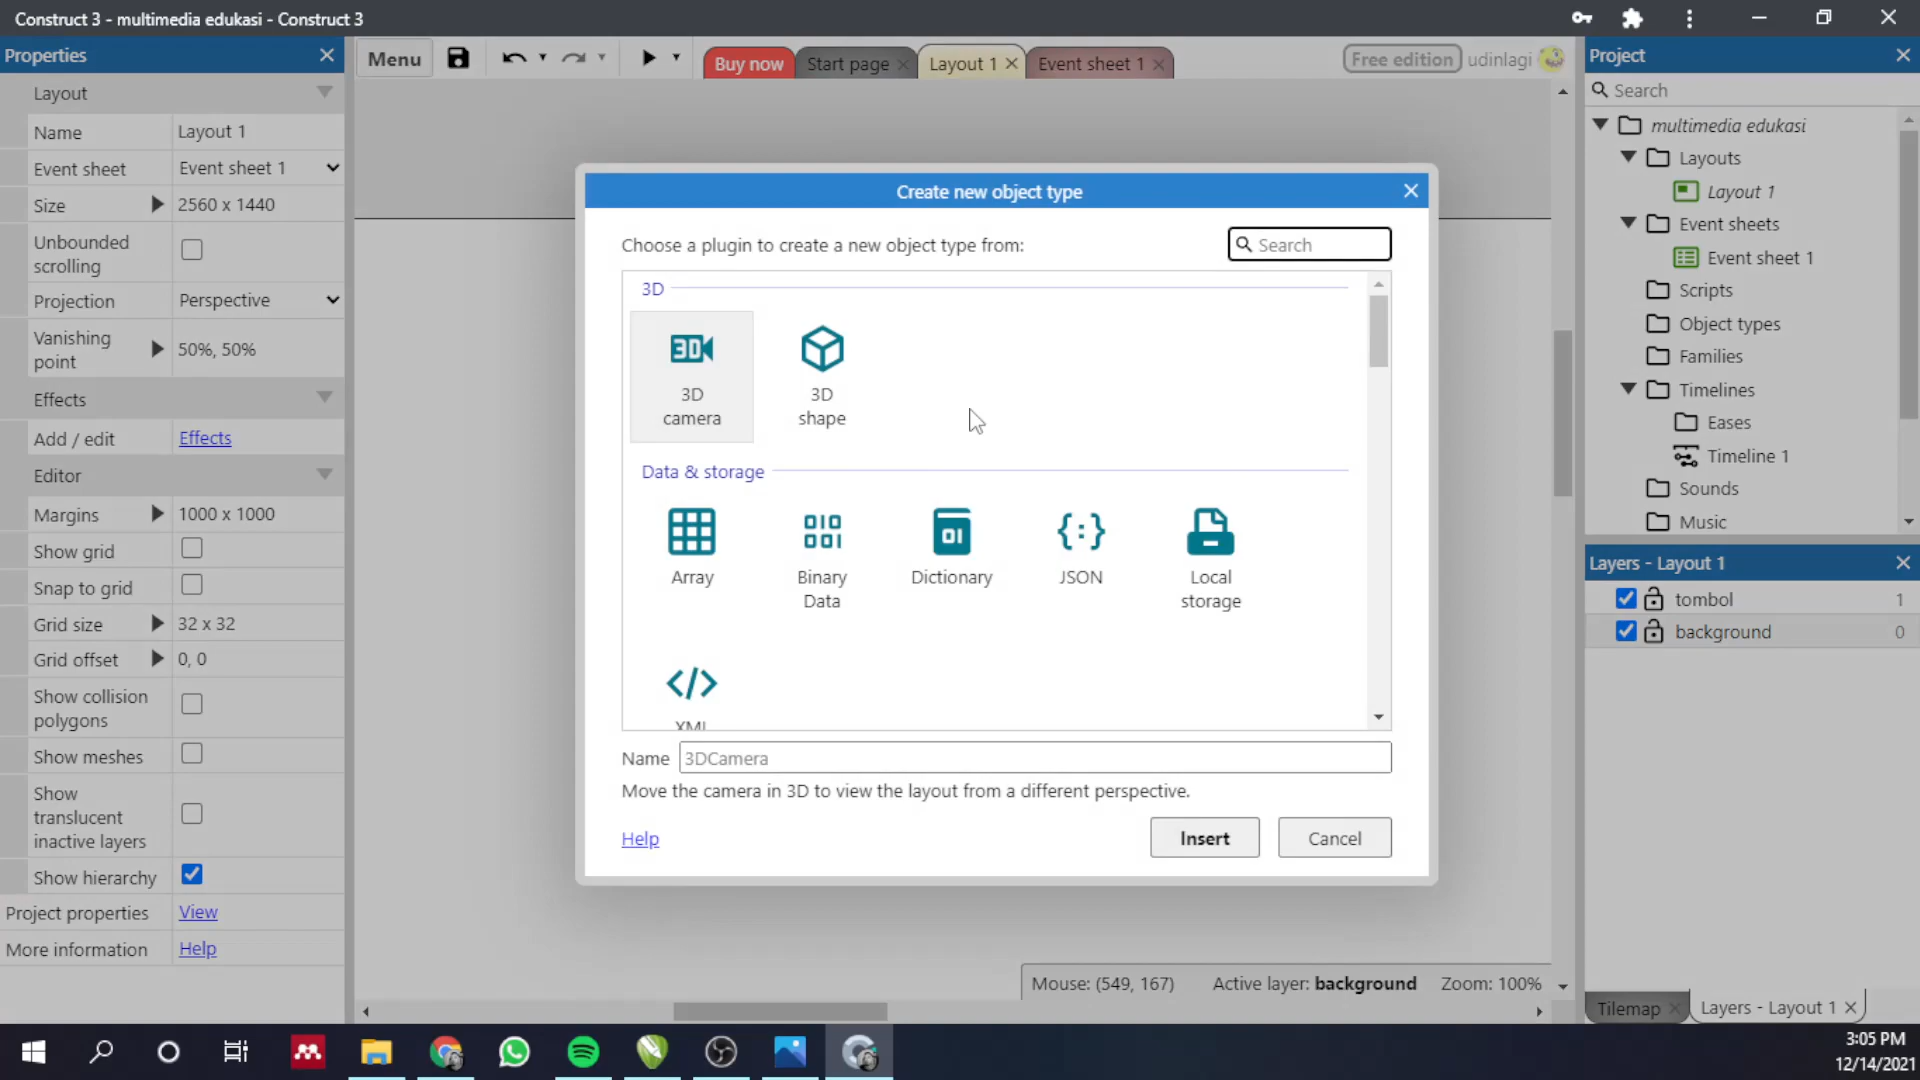 Construct 3 - multimedia edukasi - Construct 3
Properties
Menu
Buy now
Start page
Layout 1
Event sheet 1
Free edition
udinlagi
Project
Layout
Name
Layout 1
Event sheet
Event sheet 1
Size
2560 x 1440
Unbounded
scrolling
Projection
Perspective
Vanishing
point
50%, 50%
Effects
Add / edit
Effects
Editor
Margins
1000 x 1000
Show grid
Snap to grid
Grid size
32 x 32
Grid offset
0, 0
Show collision
polygons
Show meshes
Show
translucent
inactive layers
Show hierarchy
Project properties
View
More information
Help
Create new object type
Choose a plugin to create a new object type from:
Search
3D
3D
3D
camera
3D
shape
Data & storage
Array
Binary
Data
Dictionary
JSON
Local
storage
XML
Name
3DCamera
Move the camera in 3D to view the layout from a different perspective.
Help
Insert
Cancel
Mouse: (549, 167)
Active layer: background
Zoom: 100%
Search
multimedia edukasi
Layouts
Layout 1
Event sheets
Event sheet 1
Scripts
Object types
Families
Timelines
Eases
Timeline 1
Sounds
Music
Layers - Layout 1
tombol
1
background
0
Tilemap
Layers - Layout 1
3:05 PM
12/14/2021